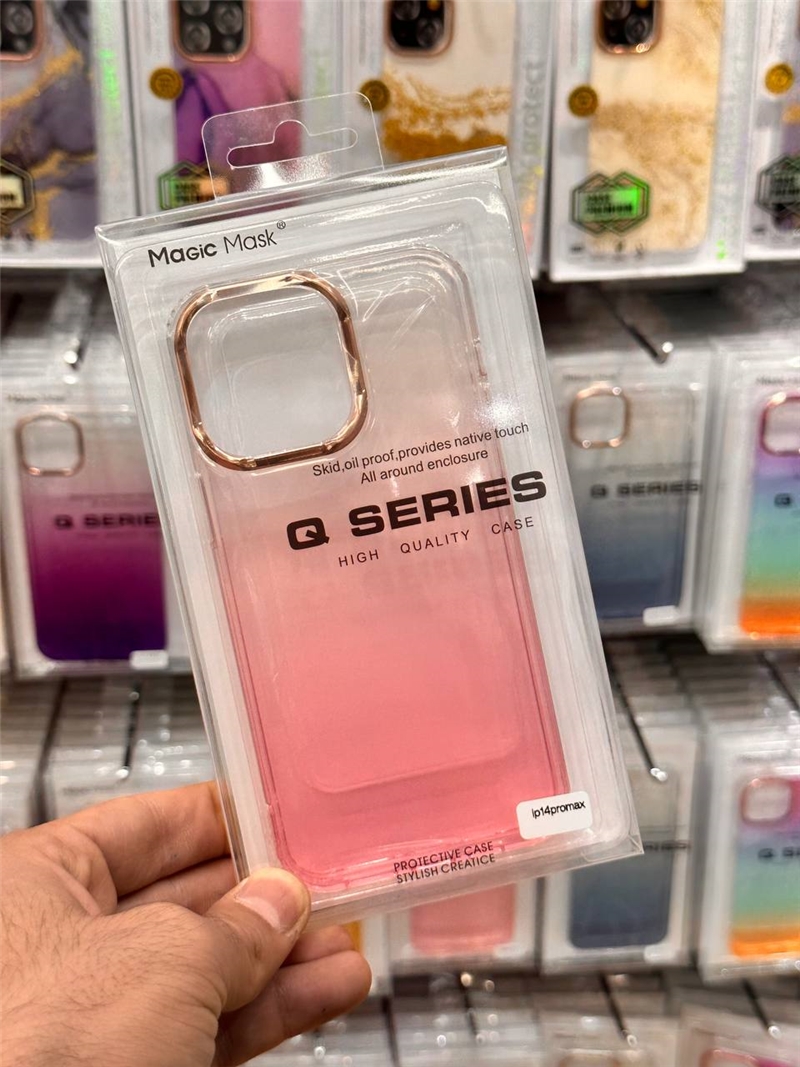 Magic Mask®
Skid,oil proof,provides native touch
All around enclosure
Q SERIES
HIGH QUALITY CASE
Ip14promax
PROTECTIVE CASE
STYLISH CREATICE
Q SERIES
Q SERIES